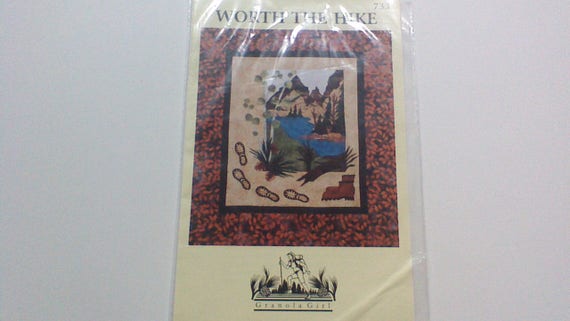 WORTH THE HIKE
Granola Girl